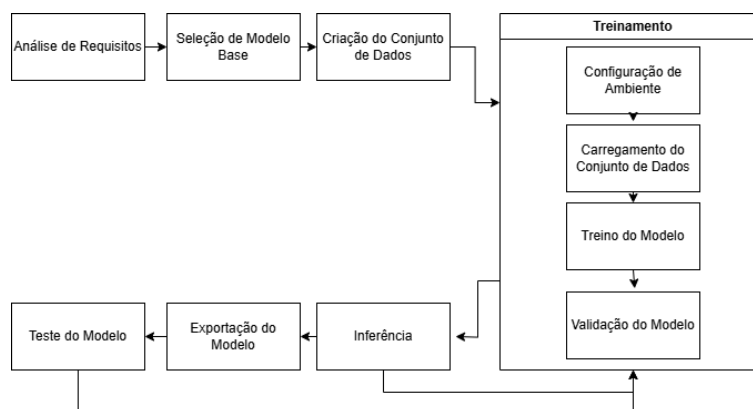 Análise de Requisitos
Seleção de Modelo
Base
Criação do Conjunto
de Dados
Treinamento
Configuração de
Ambiente
Carregamento do
Conjunto de Dados
Treino do Modelo
Validação do Modelo
Inferência
Exportação do
Modelo
Teste do Modelo